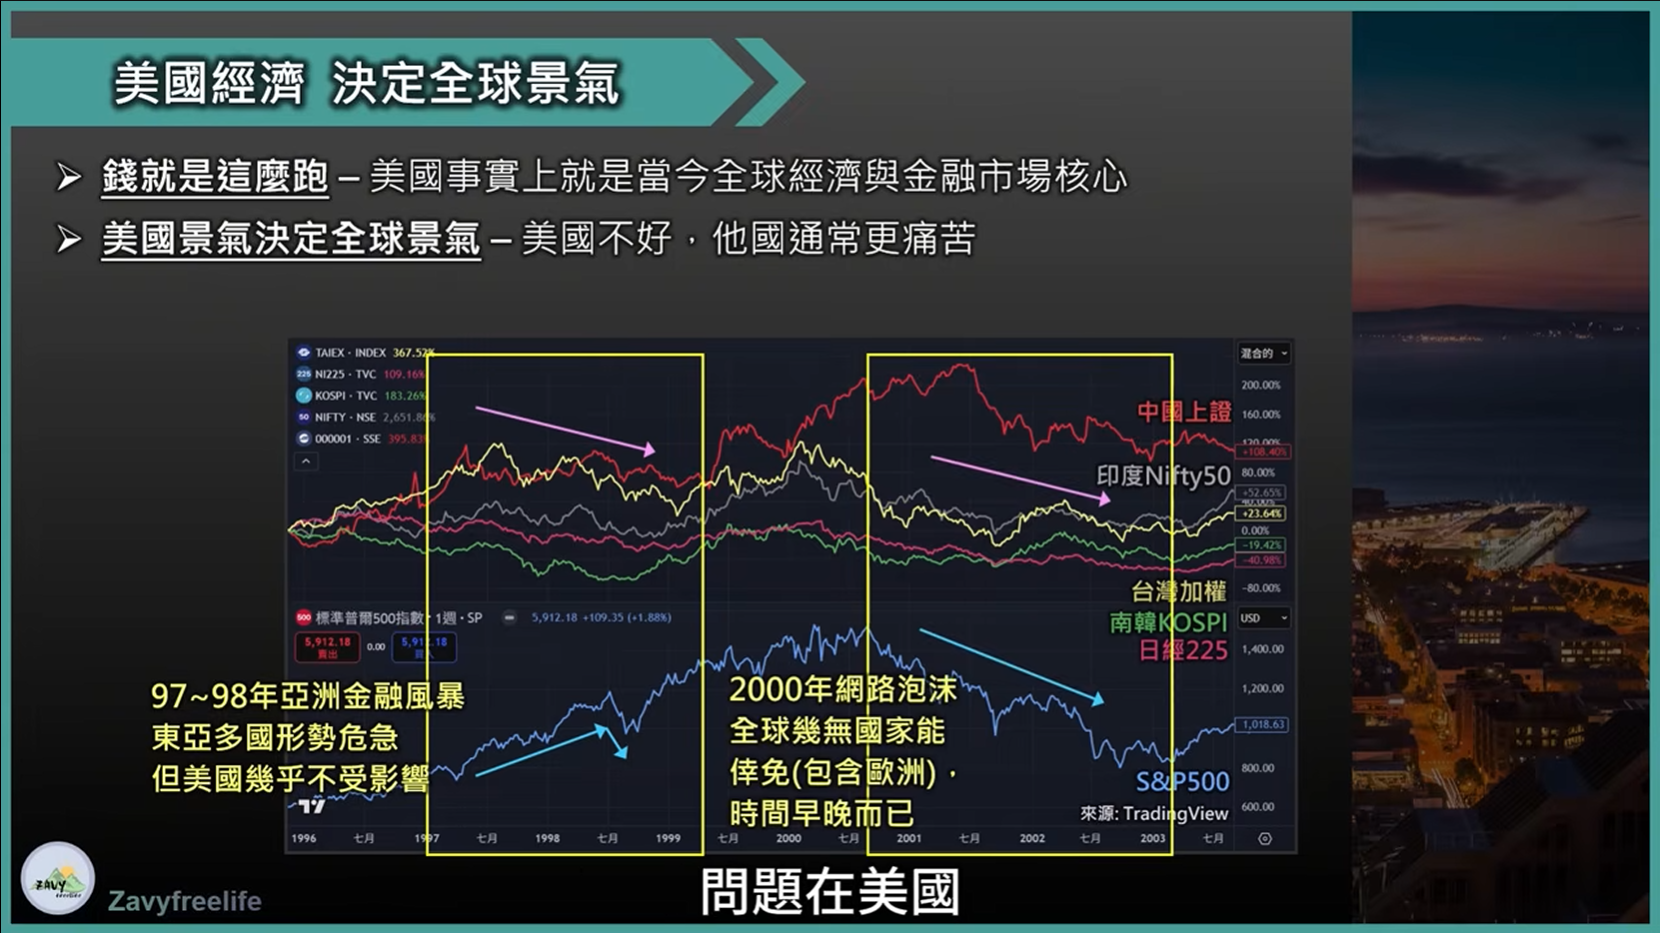 美國經濟 決定全球景氣
➢ 錢就是這麼跑 – 美國事實上就是當今全球經濟與金融市場核心
➢ 美國景氣決定全球景氣 – 美國不好，他國通常更痛苦
TAIEX · INDEX 367.52%
NI225 · TVC 109.16%
KOSPI · TVC 183.26%
NIFTY · NSE 2,651.86%
000001 · SSE 395.83
混合的
200.00%
160.00%
120.00%
+108.40%
80.00%
+52.65%
40.00%
+23.64%
0.00%
-19.42%
-40.98%
-80.00%
中國上證
印度Nifty50
台灣加權
南韓KOSPI
日經225
500 標準普爾500指數 · 1週 · SP 5,912.18 +109.35 (+1.88%)
5,912.18 賣出
0.00
5,912.18
USD
1,400.00
1,200.00
1,018.63
800.00
600.00
97~98年亞洲金融風暴
東亞多國形勢危急
但美國幾乎不受影響
2000年網路泡沫
全球幾無國家能
倖免(包含歐洲)，
時間早晚而已
S&P500
來源: TradingView
1996 七月 1997 七月 1998 七月 1999 七月 2000 七月 2001 七月 2002 七月 2003 七月
ZAVY
Zavyfreelife
問題在美國